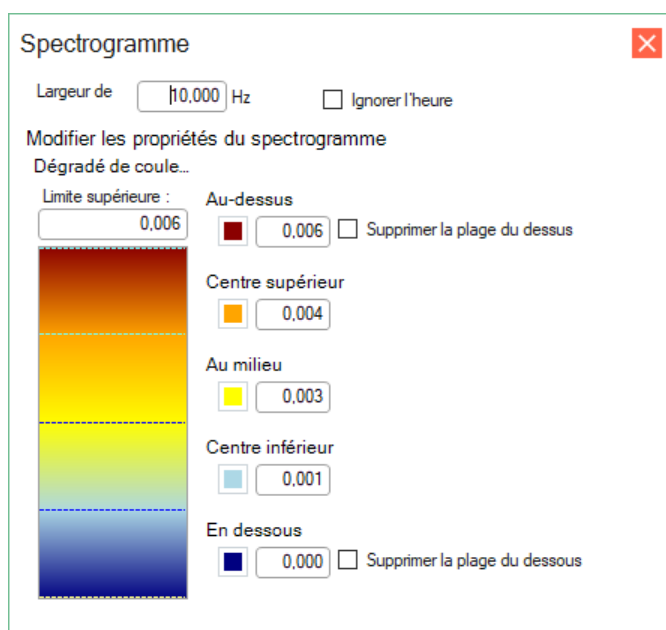 Spectrogramme
Largeur de 10,000 Hz Ignorer l'heure
Modifier les propriétés du spectrogramme
Dégradé de coule...
Limite supérieure :
0,006
Au-dessus
0,006 Supprimer la plage du dessus
Centre supérieur
0,004
Au milieu
0,003
Centre inférieur
0,001
En dessous
0,000 Supprimer la plage du dessous